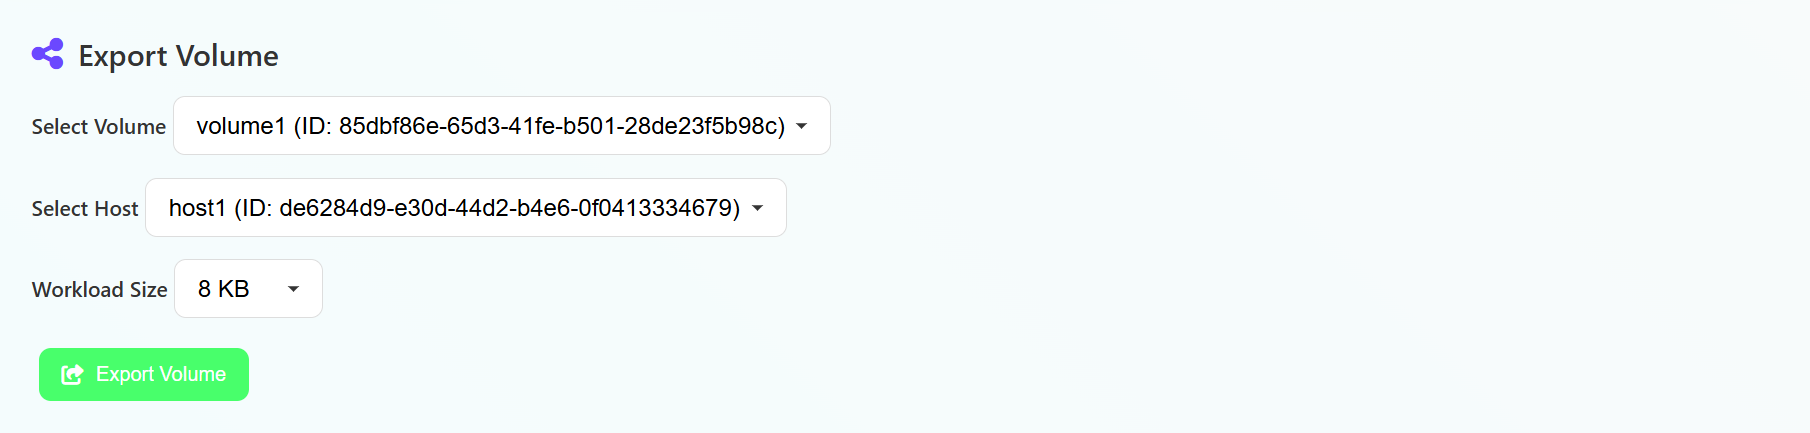 Export Volume
Select Volume volume1 (ID: 85dbf86e-65d3-41fe-b501-28de23f5b98c)
Select Host host1 (ID: de6284d9-e30d-44d2-b4e6-0f0413334679)
Workload Size 8 KB
Export Volume